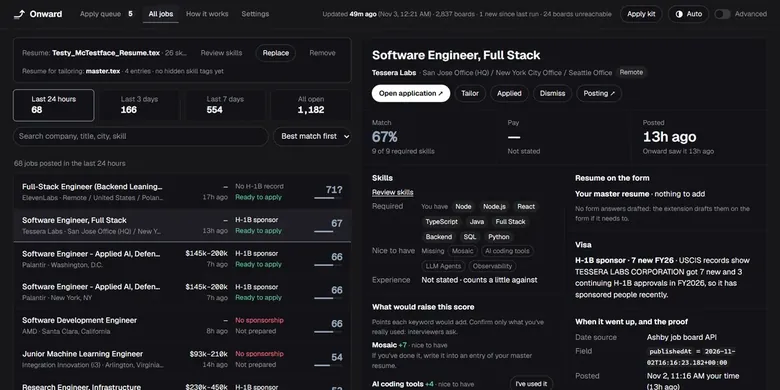 Onward
Apply queue 5
All jobs
How it works
Settings
Updated 49m ago (Nov 3, 12:21 AM) · 2,837 boards · 1 new since last run · 24 boards unreachable
Apply kit
Auto
Advanced
Resume: Testy_McTestface_Resume.tex · 26 sk...
Review skills
Replace
Remove
Resume for tailoring: master.tex · 4 entries · no hidden skill tags yet
Last 24 hours
68
Last 3 days
166
Last 7 days
554
All open
1,182
Search company, title, city, skill
Best match first
68 jobs posted in the last 24 hours
Full-Stack Engineer (Backend Leaning...
– No H-1B record
71?
ElevenLabs · Remote / United States / Polan...
17h ago Ready to apply
Software Engineer, Full Stack
– H-1B sponsor
67
Tessera Labs · San Jose Office (HQ) / New Y...
13h ago Ready to apply
Software Engineer - Applied AI, Defen...
$145k–200k H-1B sponsor
66
Palantir · Washington, D.C.
7h ago Ready to apply
Software Engineer - Applied AI, Defen...
$145k–200k H-1B sponsor
66
Palantir · New York, NY
7h ago Ready to apply
Software Development Engineer
– No sponsorship
66
AMD · Santa Clara, California
8h ago Not prepared
Junior Machine Learning Engineer
$93k–210k No sponsorship
54
Integration Innovation (i3) · Arlington, Virginia...
14h ago Not prepared
Research Engineer, Infrastructure
$230k–450k H-1B sponsor
Software Engineer, Full Stack
Tessera Labs · San Jose Office (HQ) / New York City Office / Seattle Office Remote
Open application ↗
Tailor
Applied
Dismiss
Posting ↗
Match
67%
9 of 9 required skills
Pay
—
Not stated
Posted
13h ago
Onward saw it 13h ago
Skills
Review skills
Required You have Node Node.js React
TypeScript Java Full Stack
Backend SQL Python
Nice to have Missing Mosaic AI coding tools
LLM Agents Observability
Experience Not stated · counts a little against
What would raise this score
Points each keyword would add. Confirm only what you've
really used: interviewers ask.
Mosaic +7 · nice to have
If you've done it, write it into an entry of your master
resume.
AI coding tools +4 · nice to have
I've used it
Resume on the form
Your master resume · nothing to add
No form answers drafted: the extension drafts them on
the form if it needs to.
Visa
H-1B sponsor · 7 new FY26 · USCIS records show
TESSERA LABS CORPORATION got 7 new and 3
continuing H-1B approvals in FY2026, so it has
sponsored people recently.
When it went up, and the proof
Date source Ashby job board API
Field publishedAt = 2026-11-
02T16:16:23.182+00:00
Posted Nov 2, 11:16 AM your time
(13h ago)